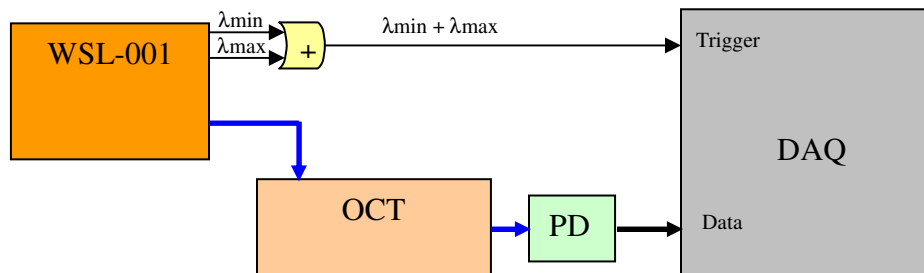 λmin
λmax
WSL-001
+
λmin + λmax
Trigger
DAQ
OCT
PD
Data